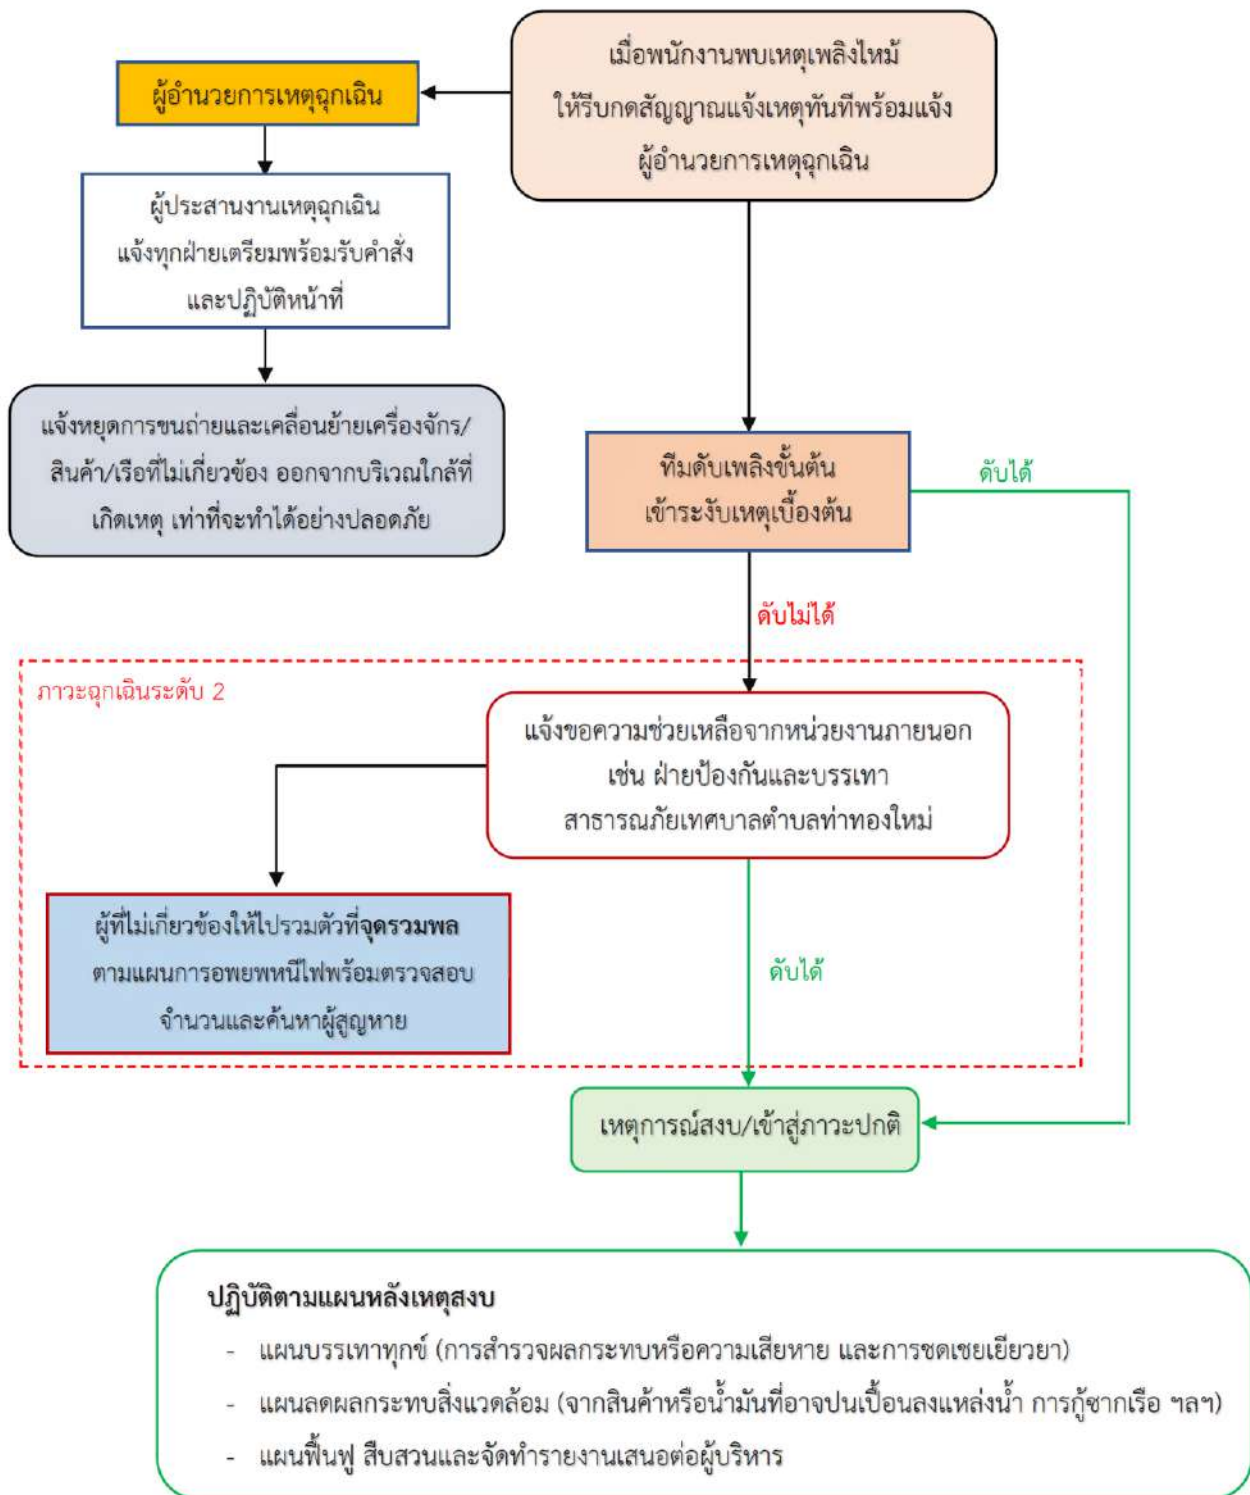 เมื่อพนักงานพบเหตุเพลิงไหม้
ให้รีบกดสัญญาณแจ้งเหตุทันทีพร้อมแจ้ง
ผู้อำนวยการเหตุฉุกเฉิน
ผู้อำนวยการเหตุฉุกเฉิน
ผู้ประสานงานเหตุฉุกเฉิน
แจ้งทุกฝ่ายเตรียมพร้อมรับคำสั่ง
และปฏิบัติหน้าที่
แจ้งหยุดการขนถ่ายและเคลื่อนย้ายเครื่องจักร/
สินค้า/เรือที่ไม่เกี่ยวข้อง ออกจากบริเวณใกล้ที่
เกิดเหตุ เท่าที่จะทำได้อย่างปลอดภัย
ทีมดับเพลิงขั้นต้น
เข้าระงับเหตุเบื้องต้น
ดับได้
ดับไม่ได้
ภาวะฉุกเฉินระดับ 2
แจ้งขอความช่วยเหลือจากหน่วยงานภายนอก
เช่น ฝ่ายป้องกันและบรรเทา
สาธารณภัยเทศบาลตำบลท่าทองใหม่
ผู้ที่ไม่เกี่ยวข้องให้ไปรวมตัวที่จุดรวมพล
ตามแผนการอพยพหนีไฟพร้อมตรวจสอบ
จำนวนและค้นหาผู้สูญหาย
ดับได้
เหตุการณ์สงบ/เข้าสู่ภาวะปกติ
ปฏิบัติตามแผนหลังเหตุสงบ
- แผนบรรเทาทุกข์ (การสำรวจผลกระทบหรือความเสียหาย และการชดเชยเยียวยา)
- แผนลดผลกระทบสิ่งแวดล้อม (จากสินค้าหรือน้ำมันที่อาจปนเปื้อนลงแหล่งน้ำ การกู้ซากเรือ ฯลฯ)
- แผนฟื้นฟู สืบสวนและจัดทำรายงานเสนอต่อผู้บริหาร